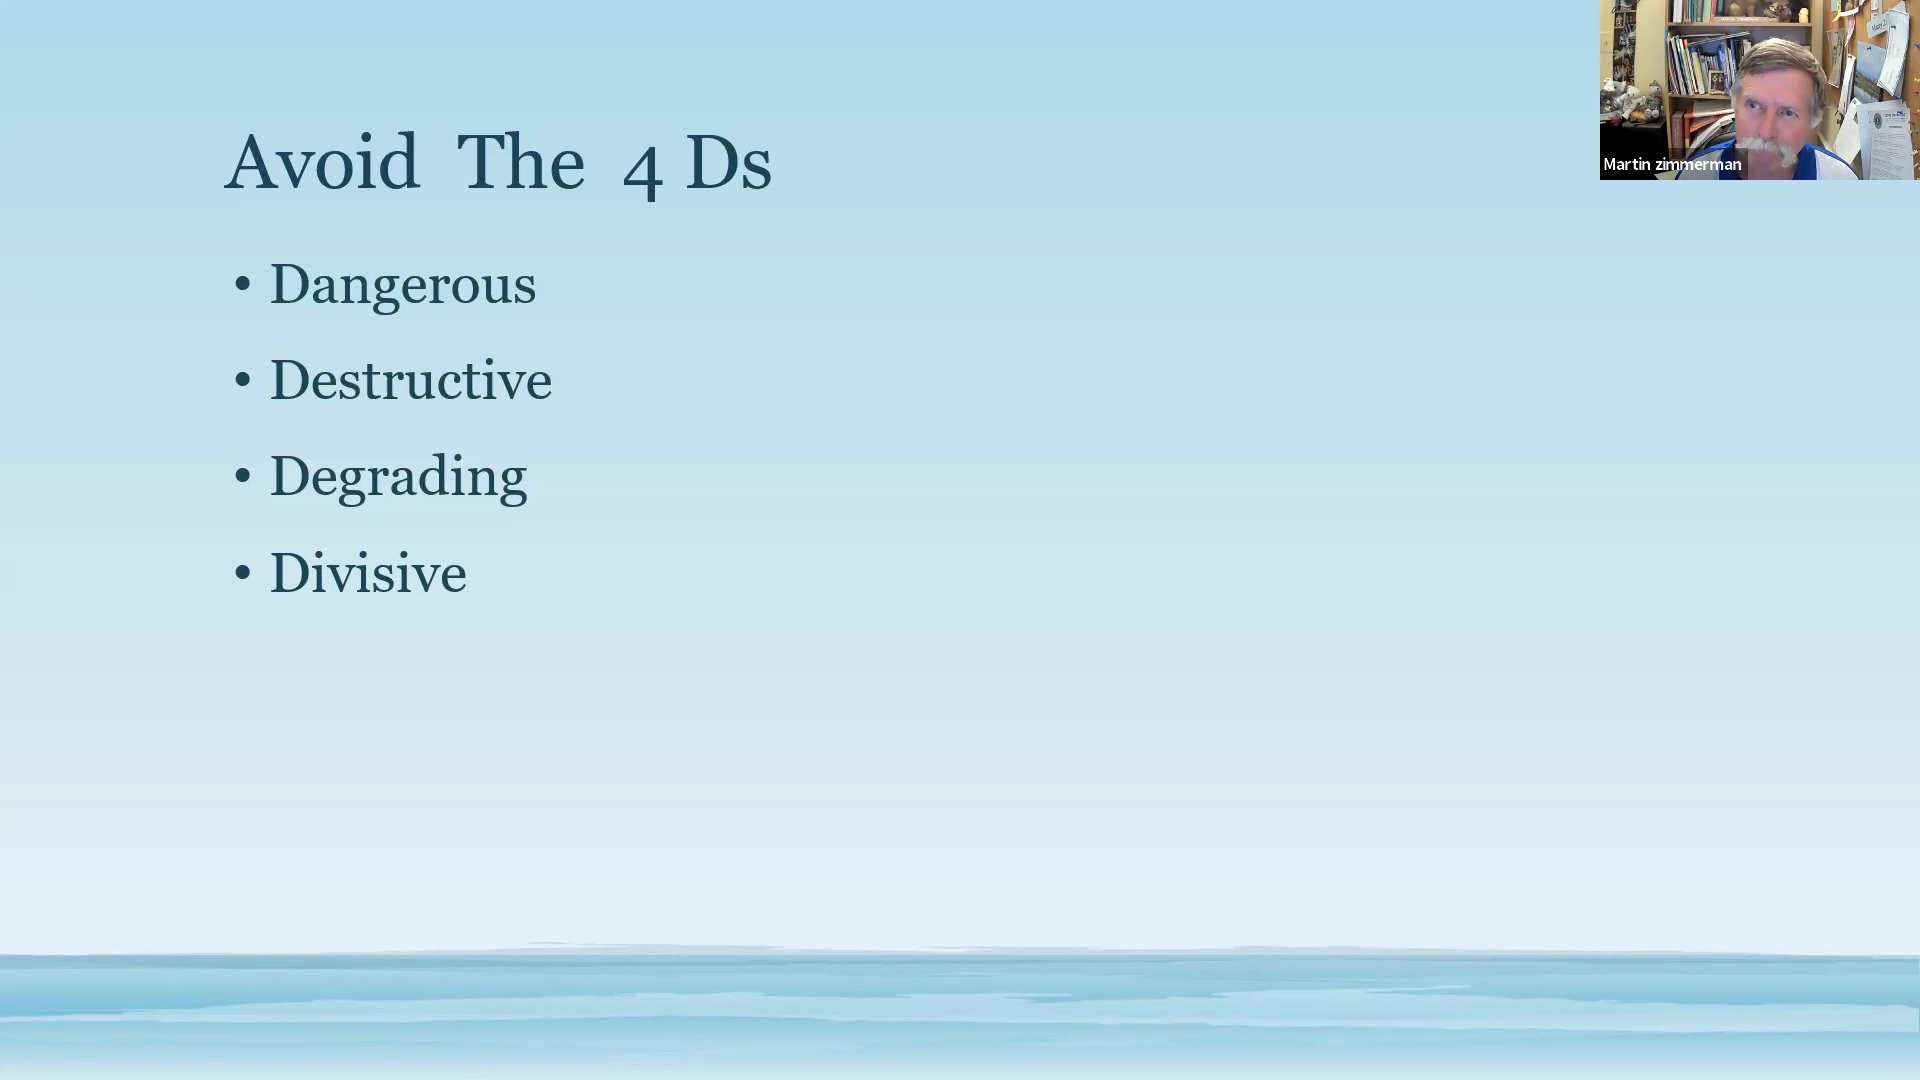 Avoid The 4 Ds
• Dangerous
• Destructive
• Degrading
• Divisive
Martin zimmerman